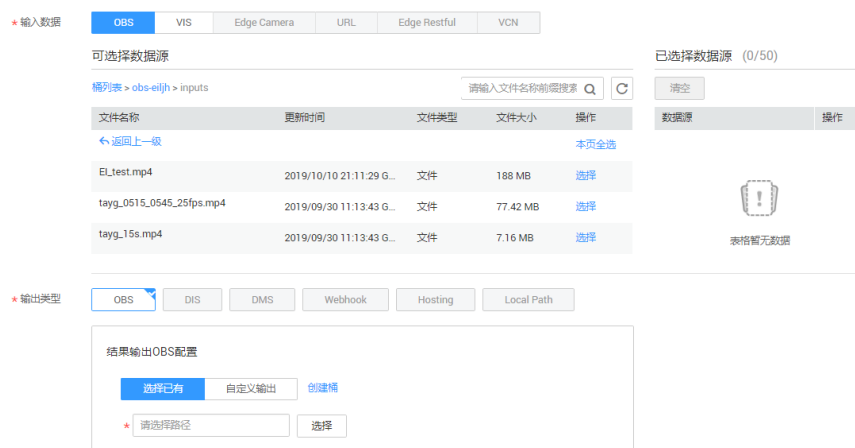 * 输入数据 OBS VIS Edge Camera URL Edge Restful VCN
可选择数据源
已选择数据源 (0/50)
桶列表 > obs-eiljh > inputs
请输入文件名称前缀搜索
清空
文件名称 更新时间 文件类型 文件大小 操作
数据源 操作
返回上一级 本页全选
EI_test.mp4 2019/10/10 21:11:29 G... 文件 188 MB 选择
tayg_0515_0545_25fps.mp4 2019/09/30 11:13:43 G... 文件 77.42 MB 选择
tayg_15s.mp4 2019/09/30 11:13:43 G... 文件 7.16 MB 选择
表格暂无数据
* 输出类型 OBS DIS DMS Webhook Hosting Local Path
结果输出OBS配置
选择已有 自定义输出 创建桶
* 请选择路径 选择